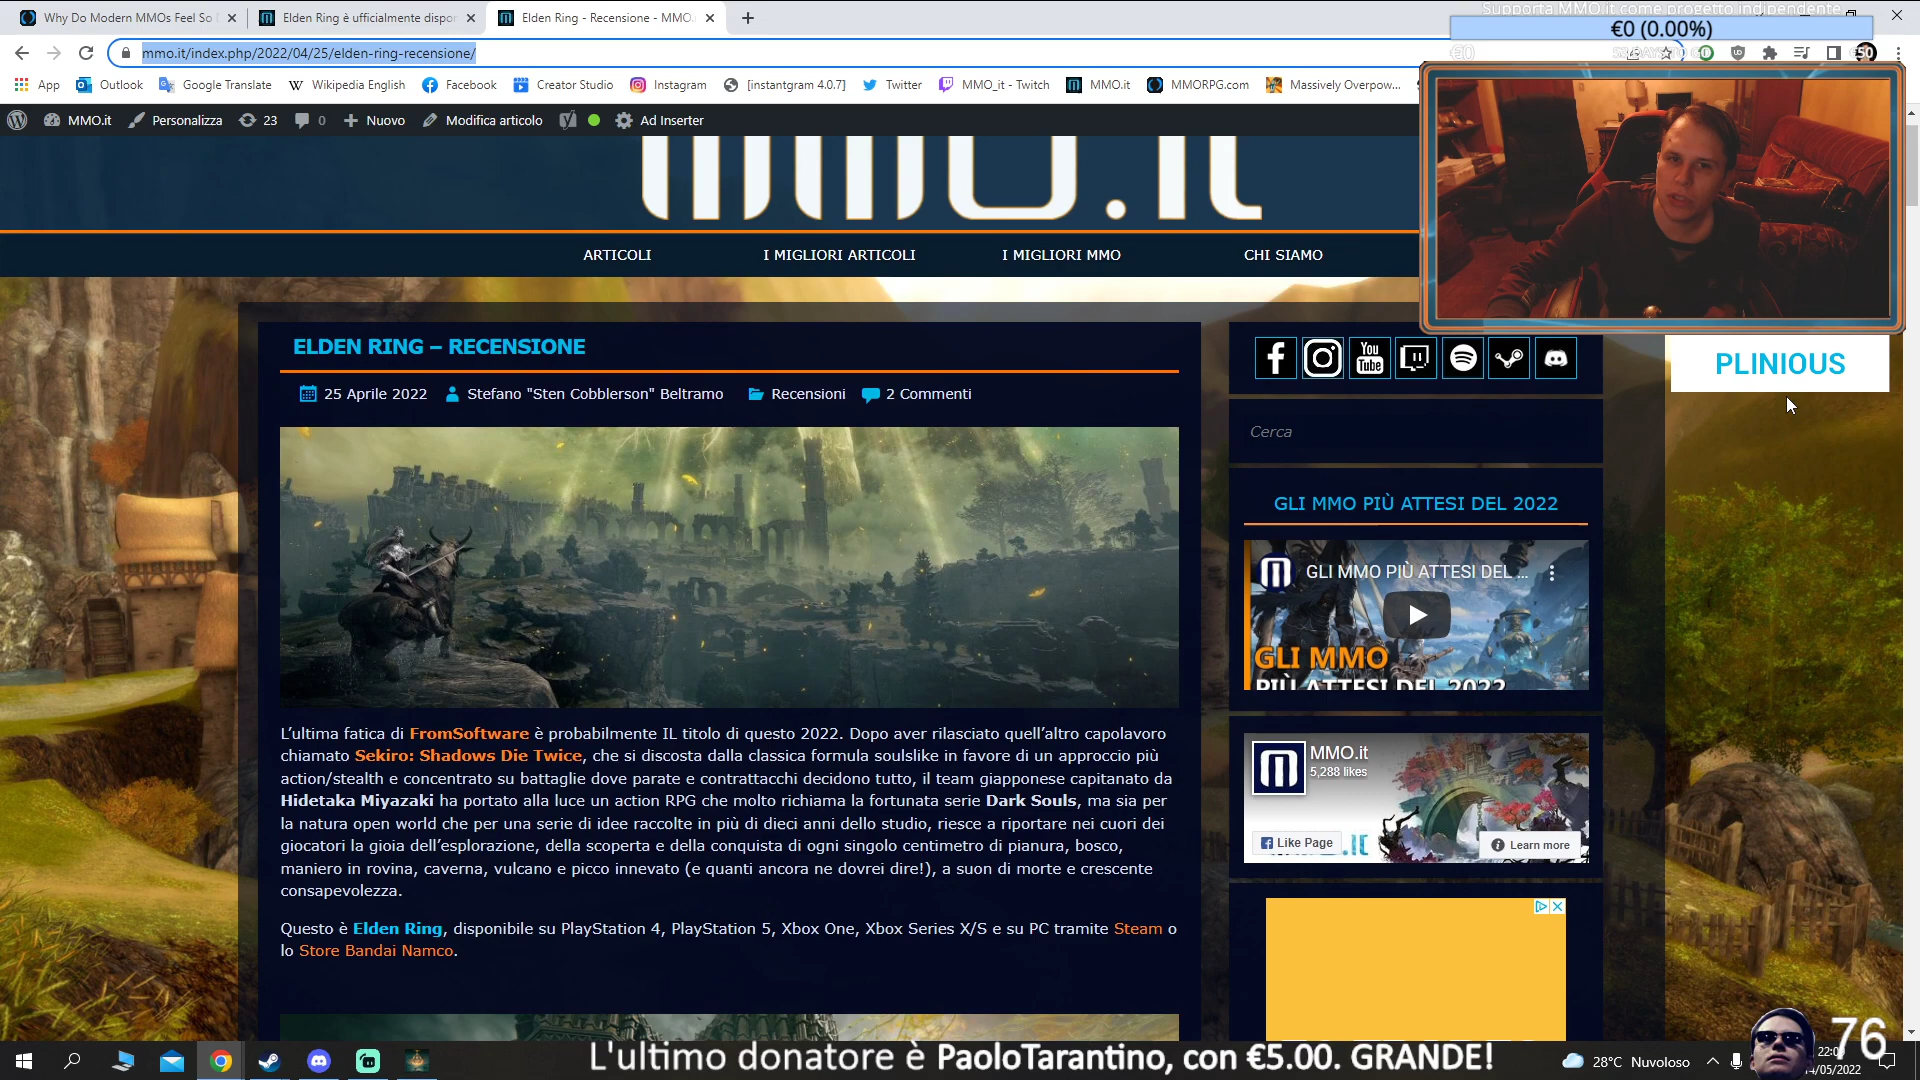 Why Do Modern MMOs Feel So
Elden Ring è ufficialmente dispor
Elden Ring - Recensione - MMO.
Supporta MMO.it come progetto indipendente
€0 (0.00%)
€0
mmo.it/index.php/2022/04/25/elden-ring-recensione/
App
Outlook
Google Translate
Wikipedia English
Facebook
Creator Studio
Instagram
[instantgram 4.0.7]
Twitter
MMO_it - Twitch
MMO.it
MMORPG.com
Massively Overpow...
MMO.it
Personalizza
23
0
Nuovo
Modifica articolo
Ad Inserter
mmo.it
ARTICOLI
I MIGLIORI ARTICOLI
I MIGLIORI MMO
CHI SIAMO
ELDEN RING – RECENSIONE
25 Aprile 2022
Stefano "Sten Cobblerson" Beltramo
Recensioni
2 Commenti
L'ultima fatica di FromSoftware è probabilmente IL titolo di questo 2022. Dopo aver rilasciato quell'altro capolavoro
chiamato Sekiro: Shadows Die Twice, che si discosta dalla classica formula soulslike in favore di un approccio più
action/stealth e concentrato su battaglie dove parate e contrattacchi decidono tutto, il team giapponese capitanato da
Hidetaka Miyazaki ha portato alla luce un action RPG che molto richiama la fortunata serie Dark Souls, ma sia per
la natura open world che per una serie di idee raccolte in più di dieci anni dello studio, riesce a riportare nei cuori dei
giocatori la gioia dell'esplorazione, della scoperta e della conquista di ogni singolo centimetro di pianura, bosco,
maniero in rovina, caverna, vulcano e picco innevato (e quanti ancora ne dovrei dire!), a suon di morte e crescente
consapevolezza.
Questo è Elden Ring, disponibile su PlayStation 4, PlayStation 5, Xbox One, Xbox Series X/S e su PC tramite Steam o
lo Store Bandai Namco.
You
Tube
Cerca
GLI MMO PIÙ ATTESI DEL 2022
GLI MMO PIÙ ATTESI DEL ...
GLI MMO
PIÙ ATTESI DEL 2022
MMO.it
5,288 likes
Like Page
Learn more
PLINIOUS
L'ultimo donatore è PaoloTarantino, con €5.00. GRANDE!
28°C Nuvoloso
76
/05/2022